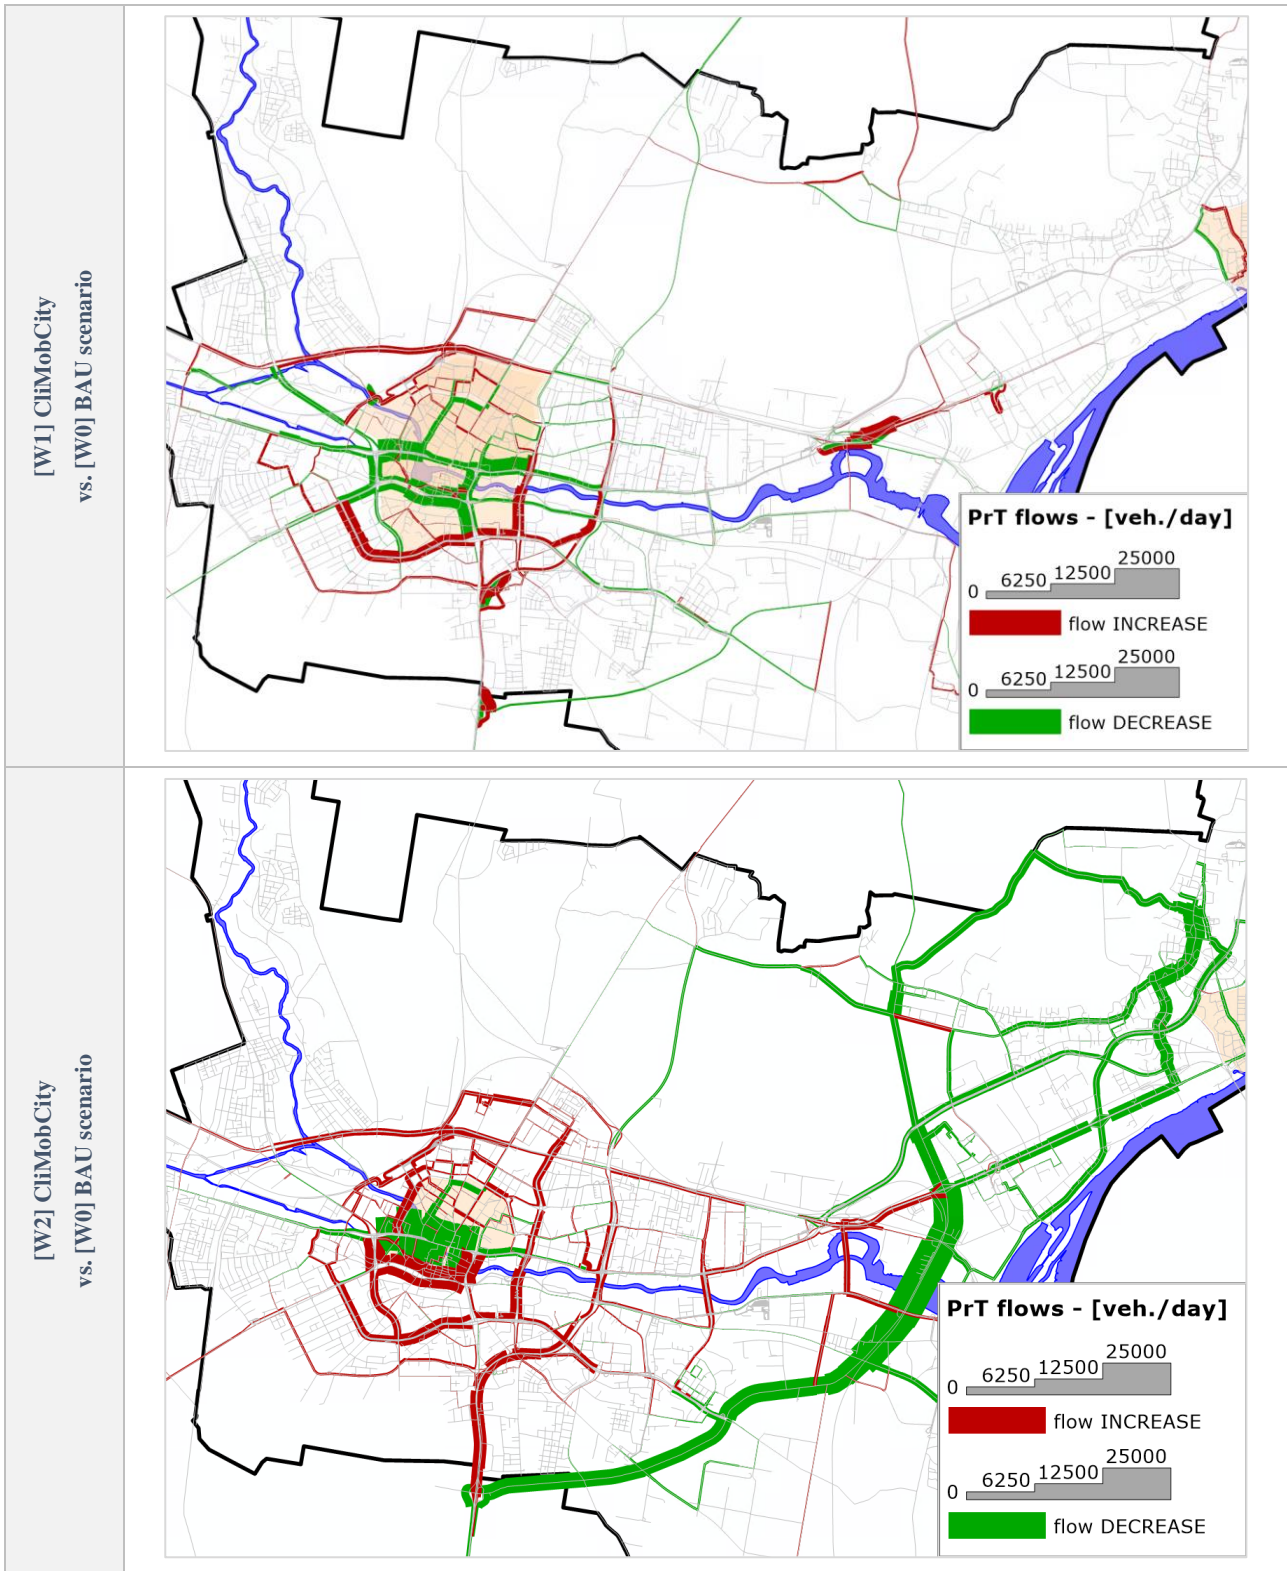 [W1] CliMobCity
vs. [W0] BAU scenario
PrT flows - [veh./day]
25000
12500
6250
0
flow INCREASE
25000
12500
6250
0
flow DECREASE
[W2] CliMobCity
vs. [W0] BAU scenario
PrT flows - [veh./day]
25000
12500
6250
0
flow INCREASE
25000
12500
6250
0
flow DECREASE